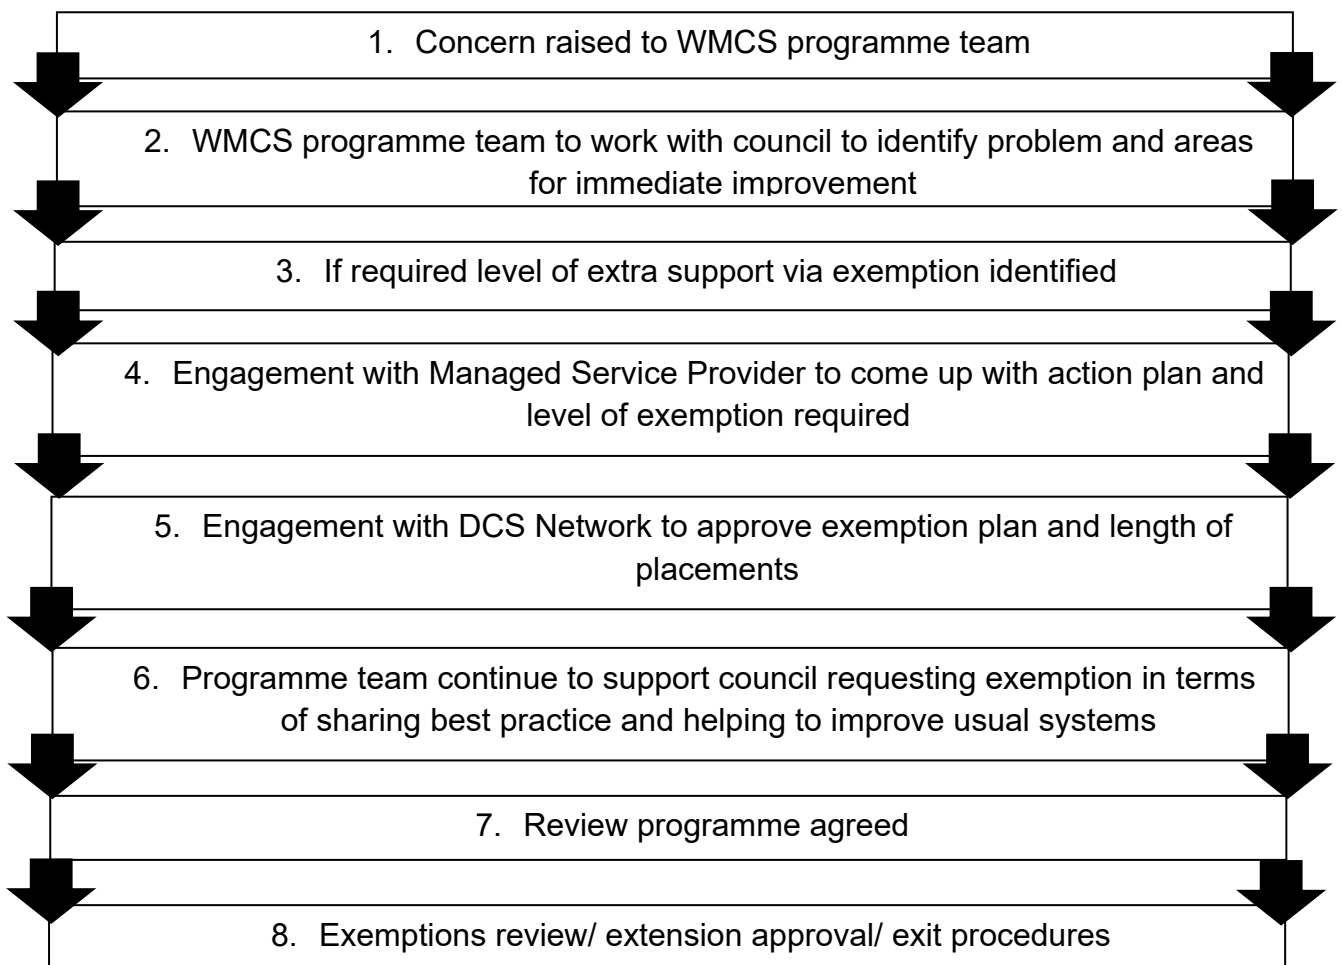 1. Concern raised to WMCS programme team
2. WMCS programme team to work with council to identify problem and areas
for immediate improvement
3. If required level of extra support via exemption identified
4. Engagement with Managed Service Provider to come up with action plan and
level of exemption required
5. Engagement with DCS Network to approve exemption plan and length of
placements
6. Programme team continue to support council requesting exemption in terms
of sharing best practice and helping to improve usual systems
7. Review programme agreed
8. Exemptions review/ extension approval/ exit procedures